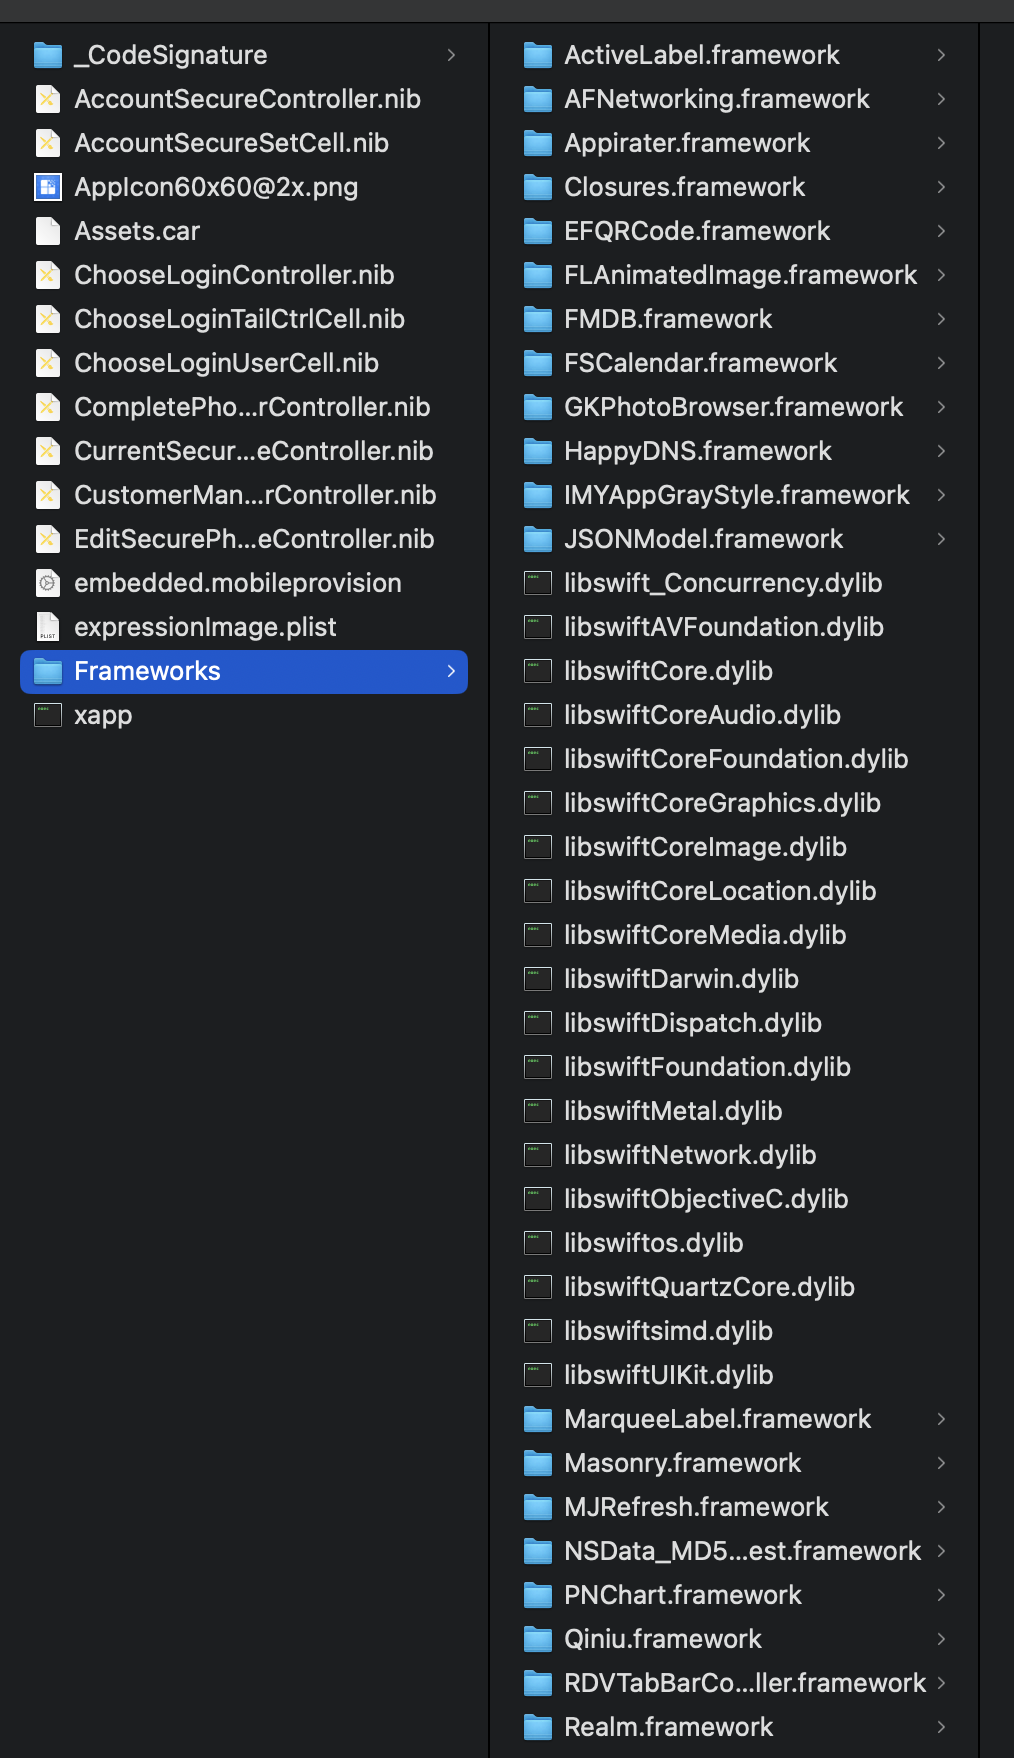 _CodeSignature
AccountSecureController.nib
AccountSecureSetCell.nib
AppIcon60x60@2x.png
Assets.car
ChooseLoginController.nib
ChooseLoginTailCtrlCell.nib
ChooseLoginUserCell.nib
CompletePho...rController.nib
CurrentSecur...eController.nib
CustomerMan...rController.nib
EditSecurePh...eController.nib
embedded.mobileprovision
expressionImage.plist
Frameworks
xapp
ActiveLabel.framework
AFNetworking.framework
Appirater.framework
Closures.framework
EFQRCode.framework
FLAnimatedImage.framework
FMDB.framework
FSCalendar.framework
GKPhotoBrowser.framework
HappyDNS.framework
IMYAppGrayStyle.framework
JSONModel.framework
libswift_Concurrency.dylib
libswiftAVFoundation.dylib
libswiftCore.dylib
libswiftCoreAudio.dylib
libswiftCoreFoundation.dylib
libswiftCoreGraphics.dylib
libswiftCoreImage.dylib
libswiftCoreLocation.dylib
libswiftCoreMedia.dylib
libswiftDarwin.dylib
libswiftDispatch.dylib
libswiftFoundation.dylib
libswiftMetal.dylib
libswiftNetwork.dylib
libswiftObjectiveC.dylib
libswiftos.dylib
libswiftQuartzCore.dylib
libswiftsimd.dylib
libswiftUIKit.dylib
MarqueeLabel.framework
Masonry.framework
MJRefresh.framework
NSData_MD5...est.framework
PNChart.framework
Qiniu.framework
RDVTabBarCo...ller.framework
Realm.framework